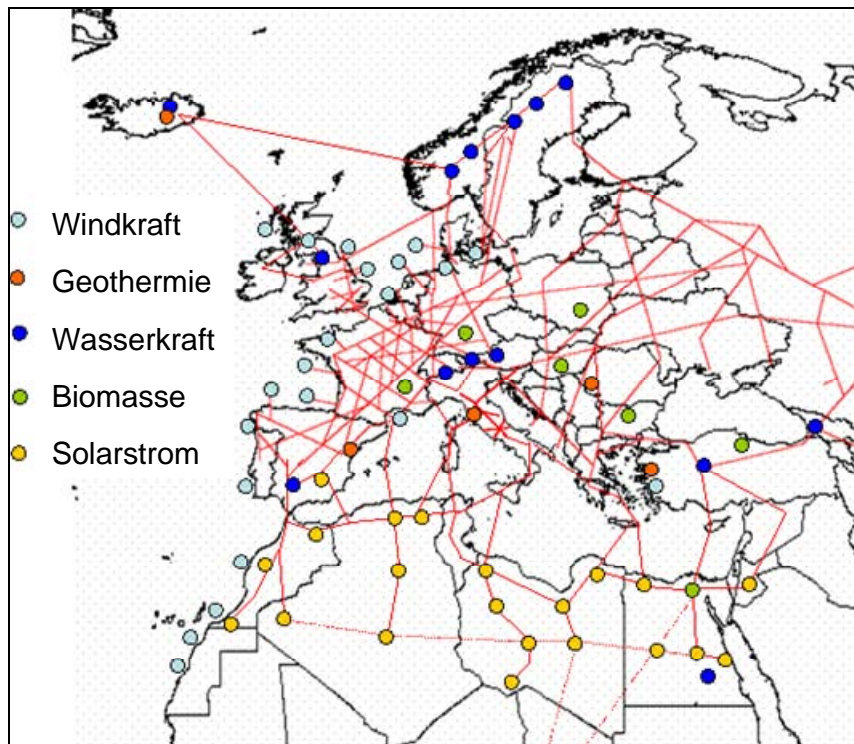 Windkraft
Geothermie
Wasserkraft
Biomasse
Solarstrom